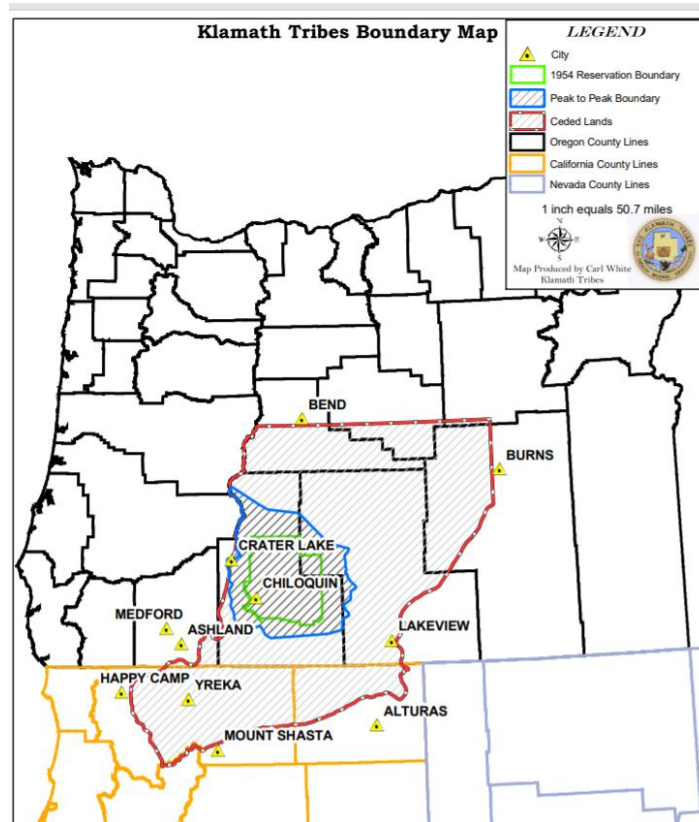 Klamath Tribes Boundary Map
LEGEND
City
1954 Reservation Boundary
Peak to Peak Boundary
Ceded Lands
Oregon County Lines
California County Lines
Nevada County Lines
1 inch equals 50.7 miles
N
W E
S
Map Produced by Carl White
Klamath Tribes
BEND
BURNS
CRATER LAKE
CHILOQUIN
MEDFORD
ASHLAND
LAKEVIEW
HAPPY CAMP
YREKA
ALTURAS
MOUNT SHASTA